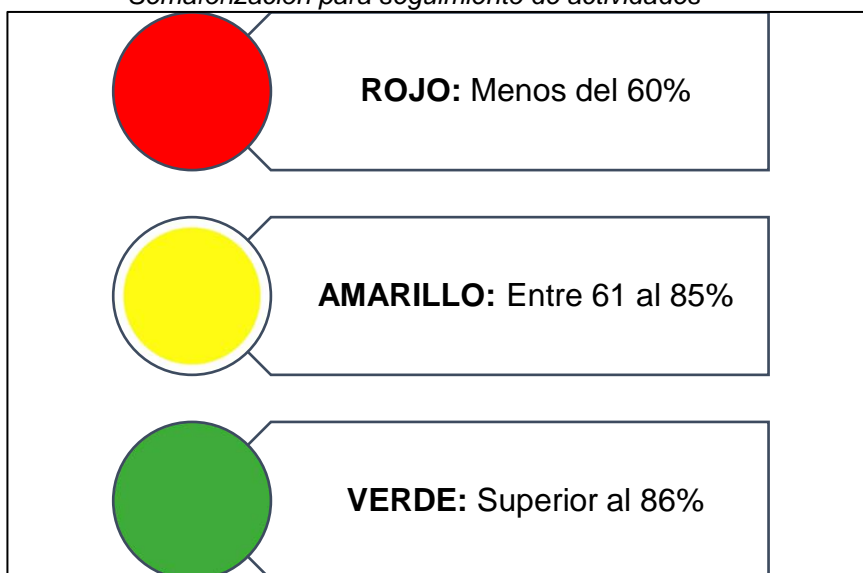 Semaforización para seguimiento de actividades
ROJO: Menos del 60%
AMARILLO: Entre 61 al 85%
VERDE: Superior al 86%